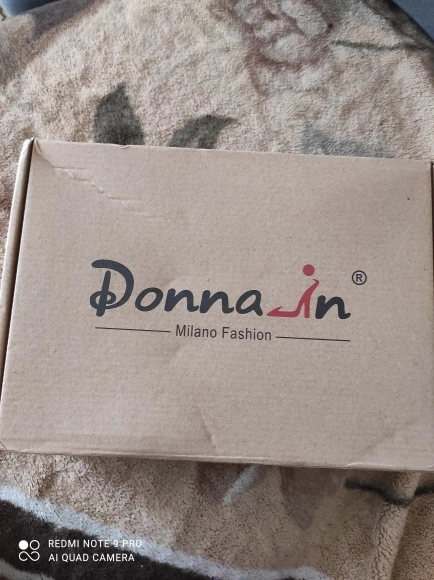 Donna in ®
Milano Fashion
REDMI NOTE 9 PRO
AI QUAD CAMERA